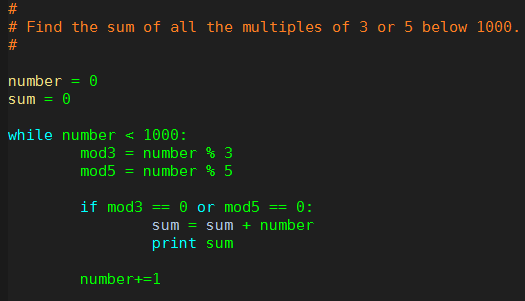 #
# Find the sum of all the multiples of 3 or 5 below 1000.
#
number = 0
sum = 0
while number < 1000:
mod3 = number % 3
mod5 = number % 5
if mod3 == 0 or mod5 == 0:
sum = sum + number
print sum
number+=1